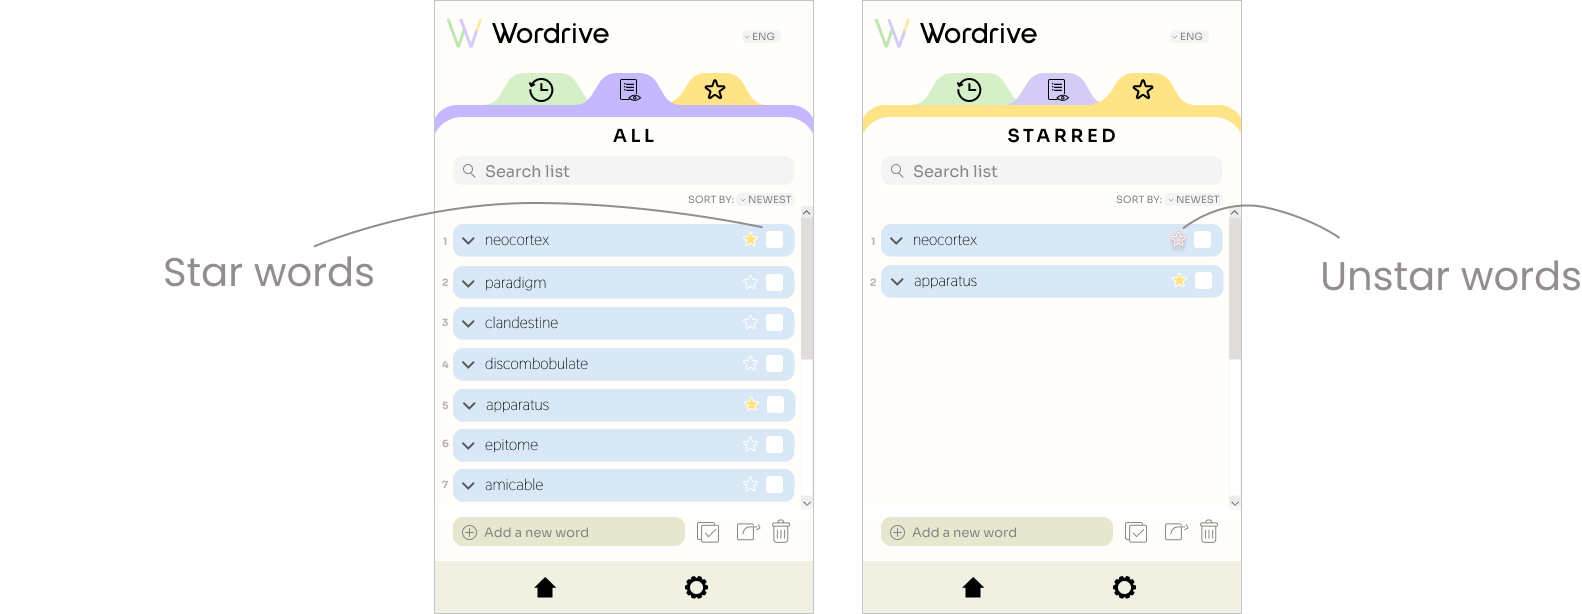 Wordrive
ENG
ALL
Search list
SORT BY: NEWEST
1 neocortex
2 paradigm
3 clandestine
4 discombobulate
5 apparatus
6 epitome
7 amicable
Add a new word
Star words
Wordrive
ENG
STARRED
Search list
SORT BY: NEWEST
1 neocortex
2 apparatus
Add a new word
Unstar words